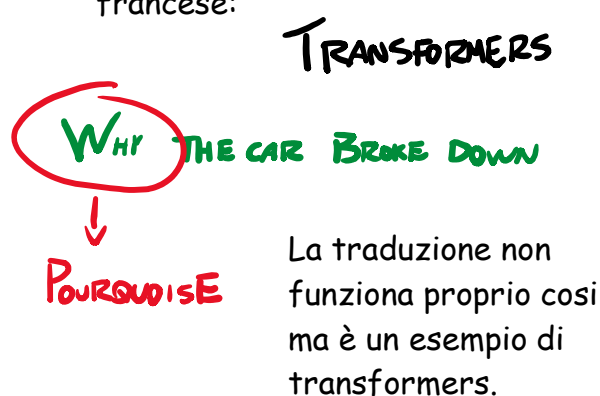 francese:
TRANSFORMERS
WHY THE CAR BROKE DOWN
POURQUOISE
La traduzione non
funziona proprio cosi
ma è un esempio di
transformers.